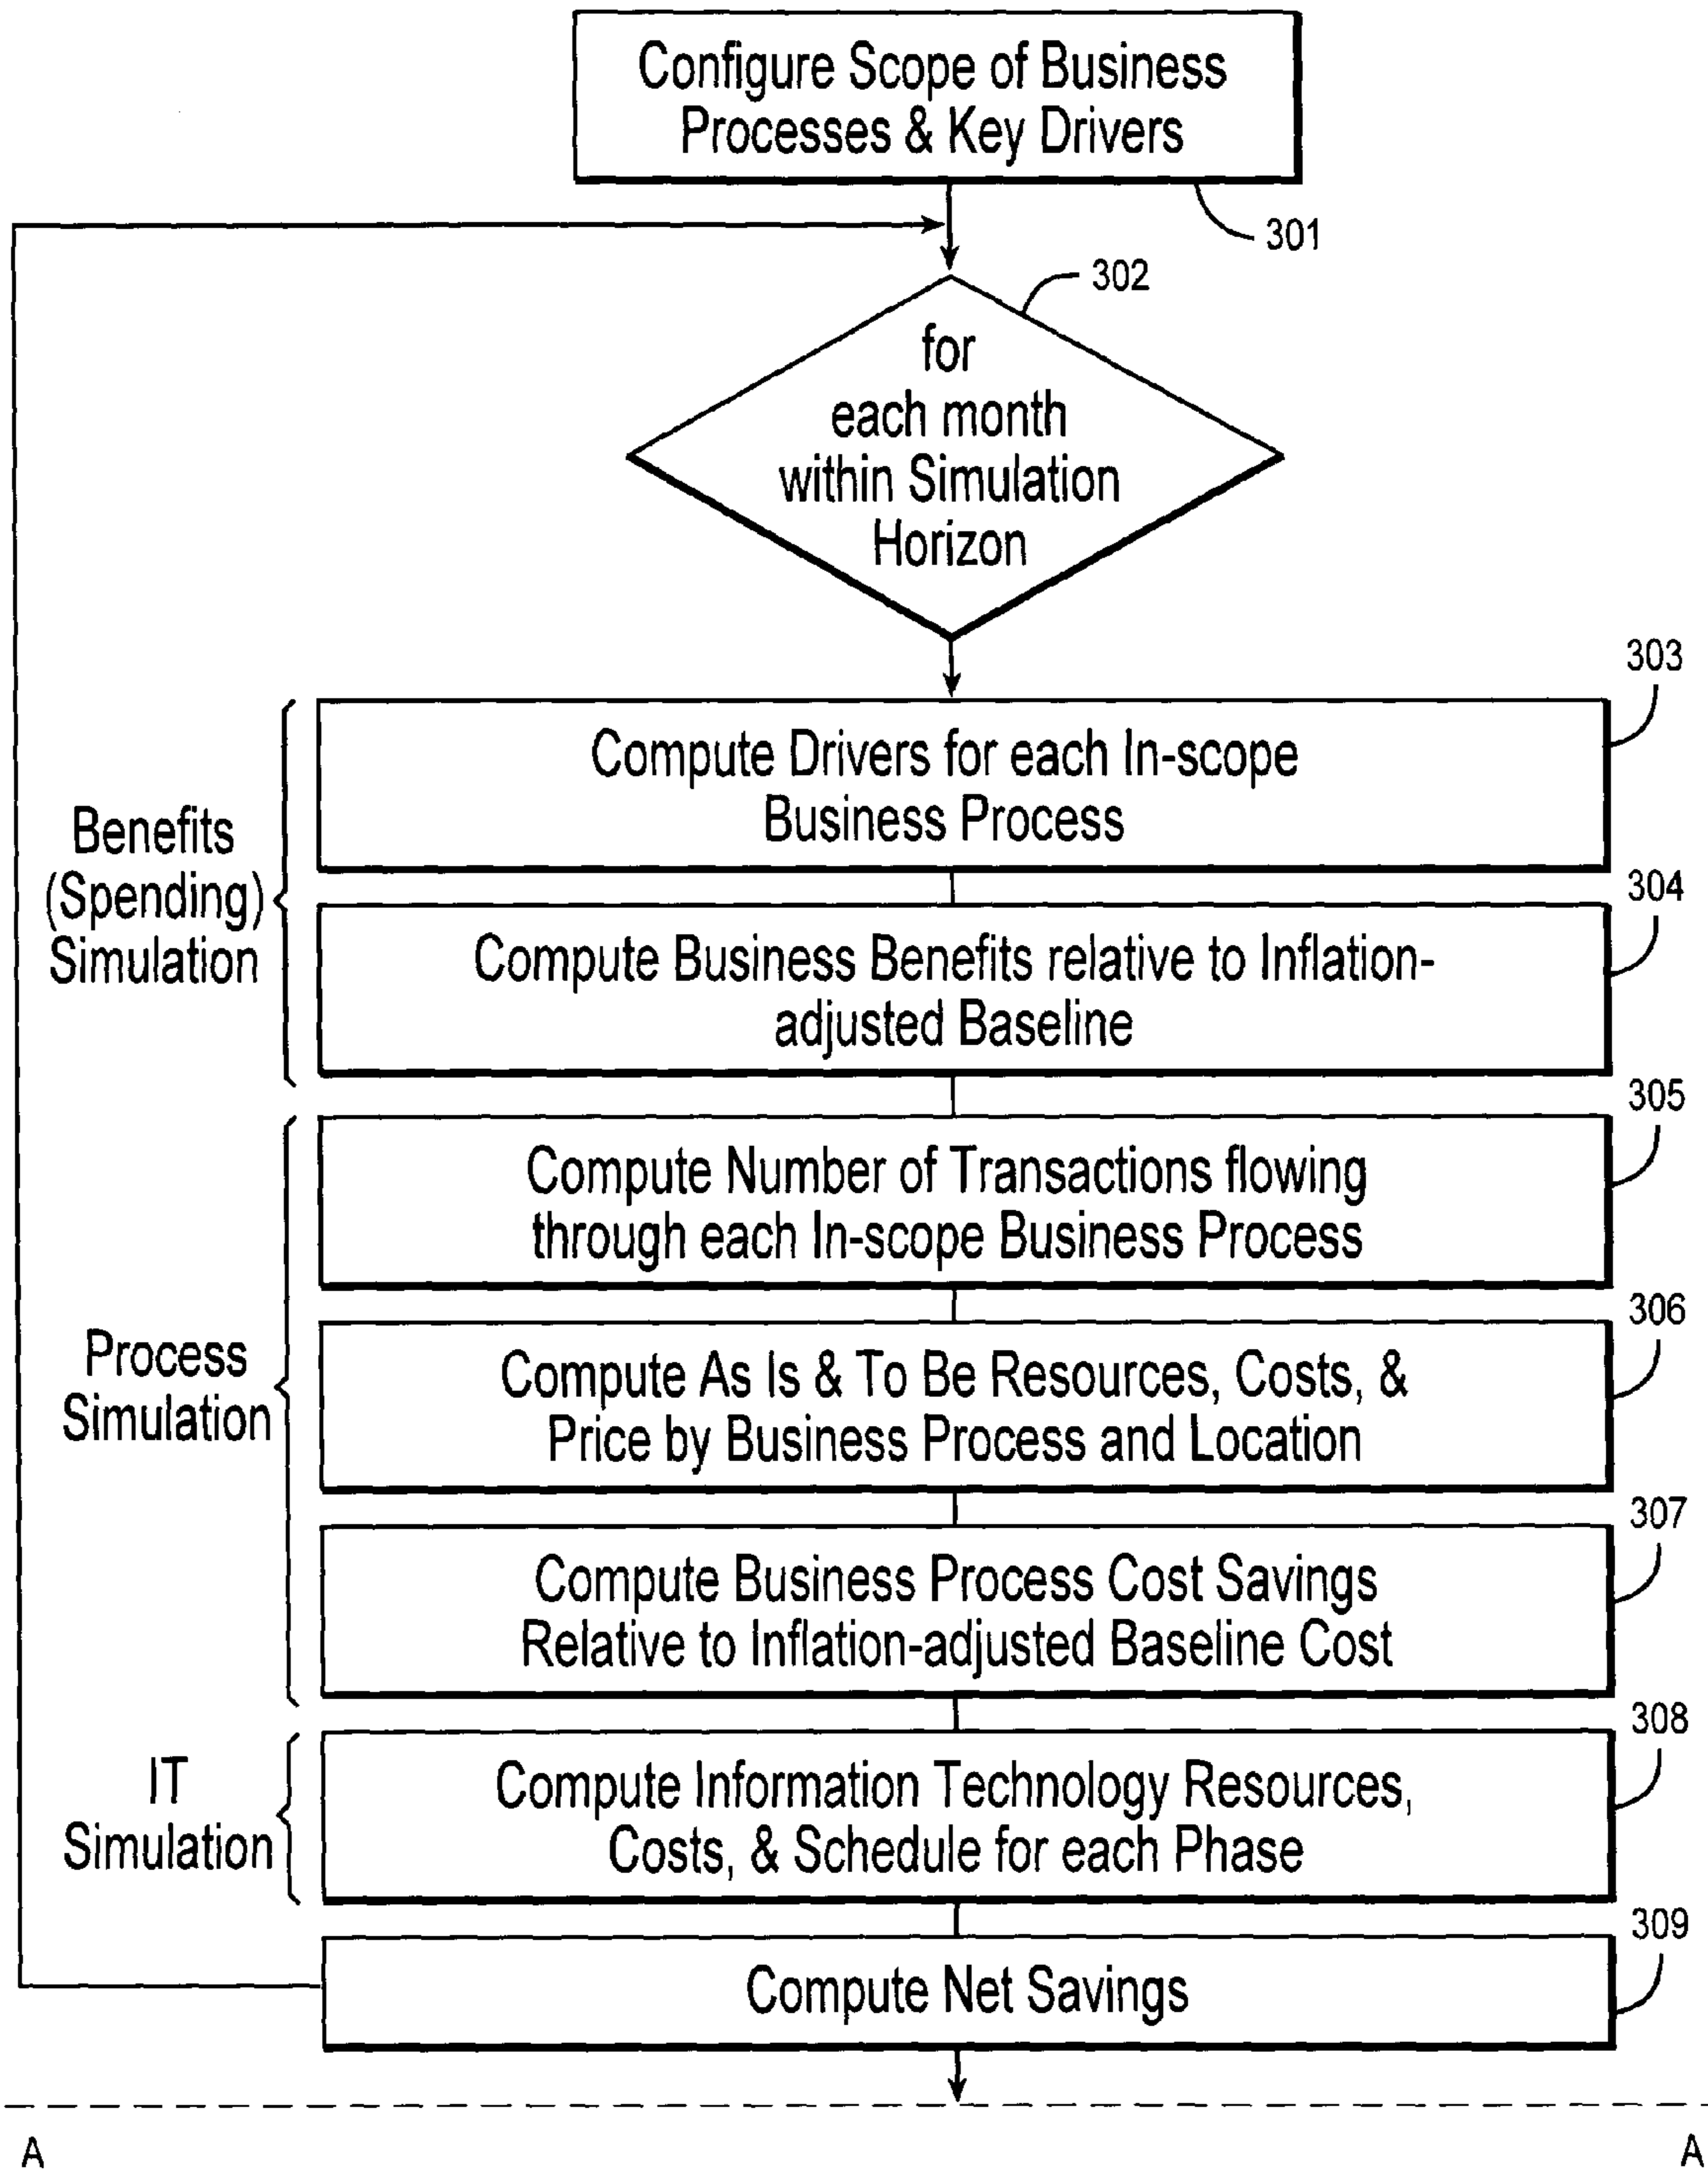 Configure Scope of Business
Processes & Key Drivers
301
302
for
each month
within Simulation
Horizon
303
Compute Drivers for each In-scope
Business Process
Benefits
(Spending)
Simulation
304
Compute Business Benefits relative to Inflation-
adjusted Baseline
305
Compute Number of Transactions flowing
through each In-scope Business Process
306
Process
Simulation
Compute As Is & To Be Resources, Costs, &
Price by Business Process and Location
307
Compute Business Process Cost Savings
Relative to Inflation-adjusted Baseline Cost
308
IT
Simulation
Compute Information Technology Resources,
Costs, & Schedule for each Phase
309
Compute Net Savings
A
A